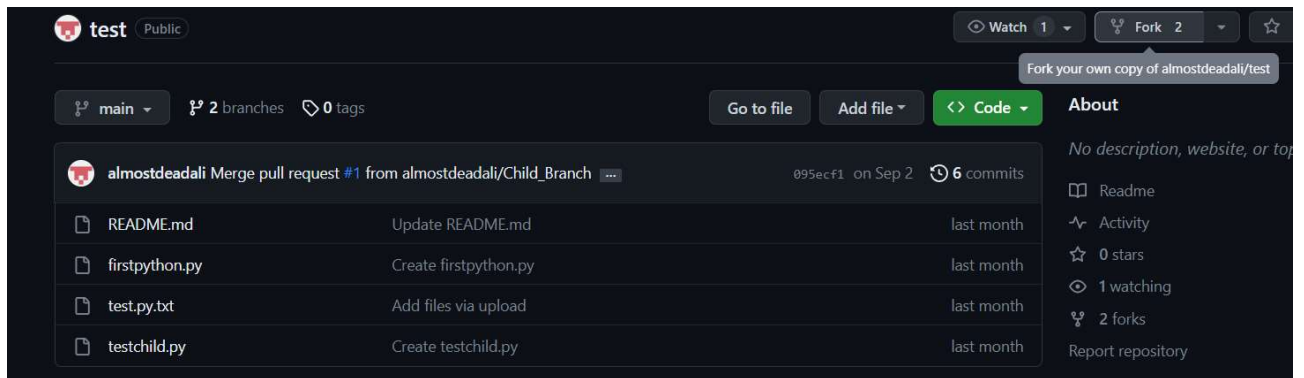 test Public
Watch 1
Fork 2
Fork your own copy of almostdeadali/test
main
2 branches
0 tags
Go to file
Add file
Code
About
No description, website, or top
almostdeadali Merge pull request #1 from almostdeadali/Child_Branch ...
095ecf1 on Sep 2
6 commits
README.md Update README.md last month
firstpython.py Create firstpython.py last month
test.py.txt Add files via upload last month
testchild.py Create testchild.py last month
Readme
Activity
0 stars
1 watching
2 forks
Report repository